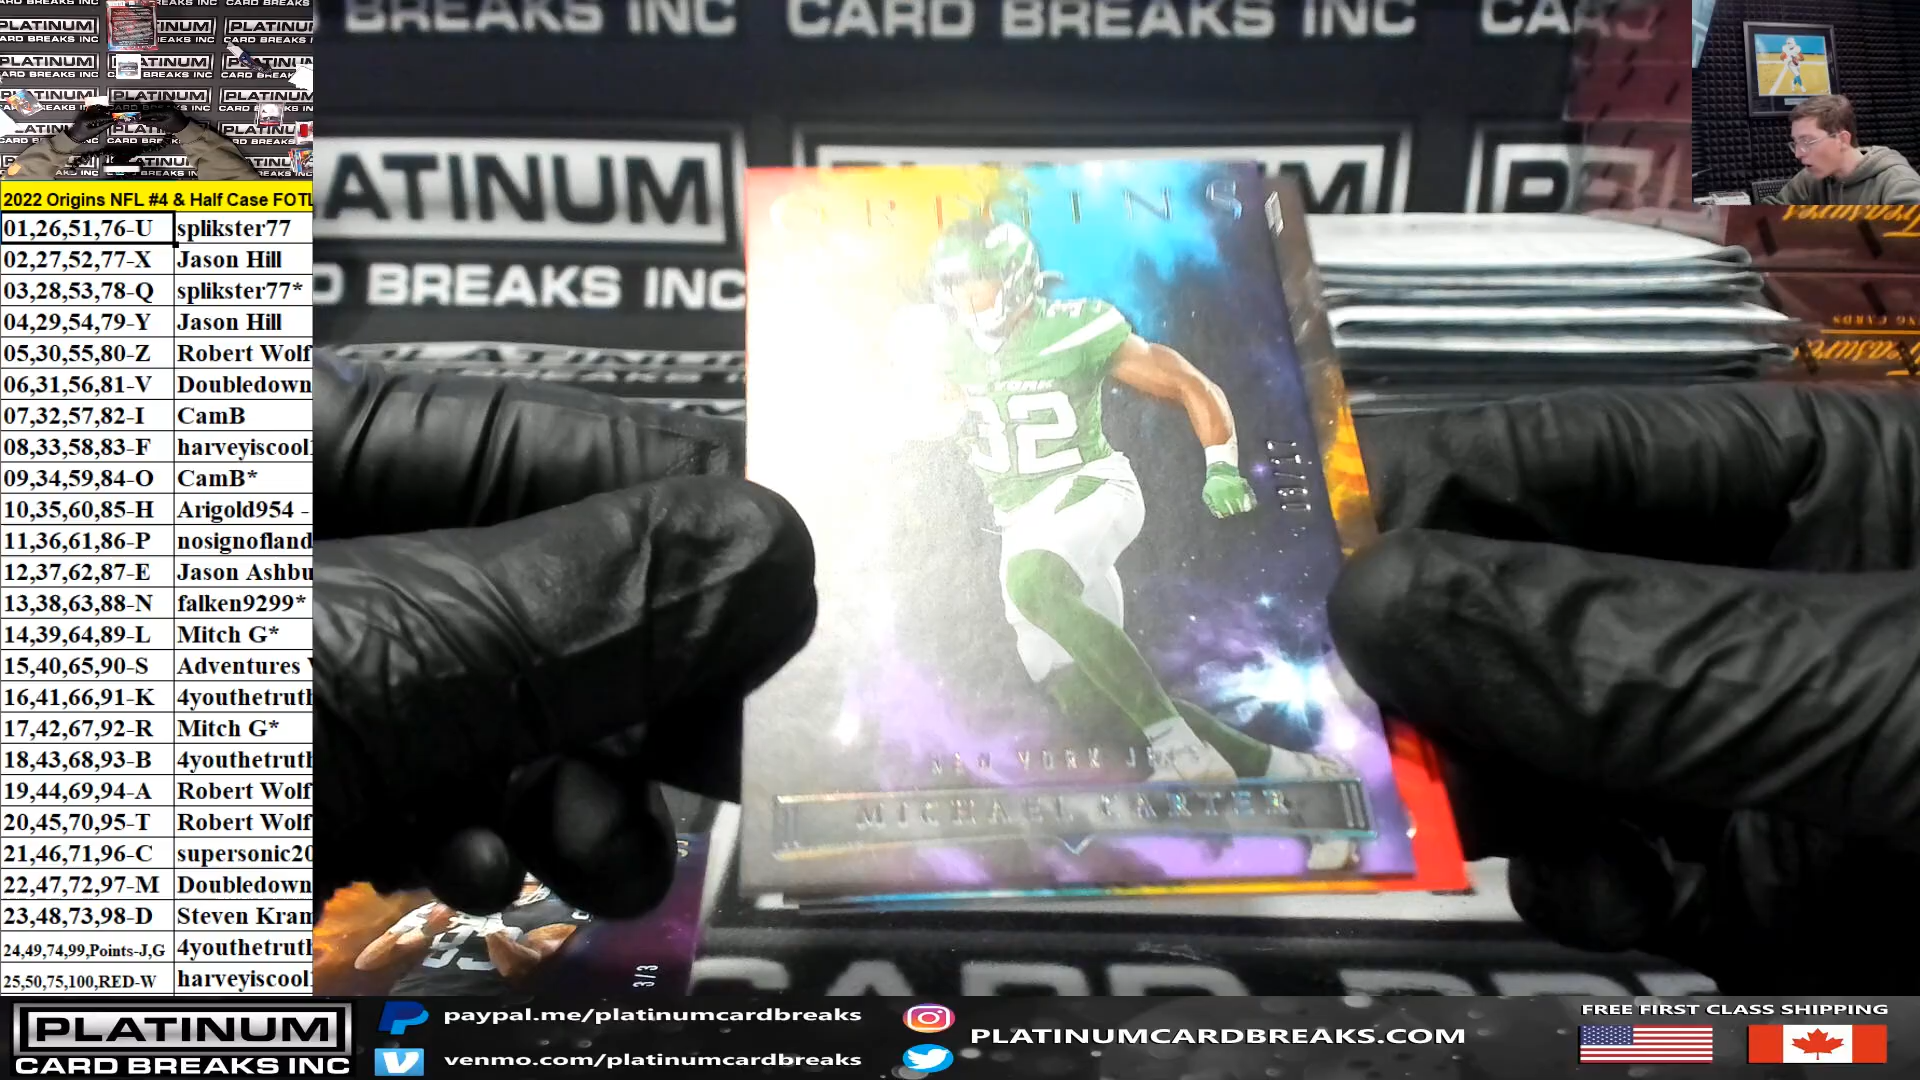 CARD BREAKS INC
PLATINUM
CARD BREAKS INC
2022 Origins NFL #4 & Half Case FOTL
01,26,51,76-U splikster77
02,27,52,77-X Jason Hill
03,28,53,78-Q splikster77*
04,29,54,79-Y Jason Hill
05,30,55,80-Z Robert Wolf
06,31,56,81-V Doubledown
07,32,57,82-I CamB
08,33,58,83-F harveyiscool
09,34,59,84-O CamB*
10,35,60,85-H Arigold954 -
11,36,61,86-P nosignofland
12,37,62,87-E Jason Ashbu
13,38,63,88-N falken9299*
14,39,64,89-L Mitch G*
15,40,65,90-S Adventures
16,41,66,91-K 4youthetruth
17,42,67,92-R Mitch G*
18,43,68,93-B 4youthetruth
19,44,69,94-A Robert Wolf
20,45,70,95-T Robert Wolf
21,46,71,96-C supersonic20
22,47,72,97-M Doubledown
23,48,73,98-D Steven Kram
24,49,74,99,Points-J,G 4youthetruth
25,50,75,100,RED-W harveyiscool
ORIGINS
32
NEW YORK JETS
MICHAEL CARTER
3/3
PLATINUM
CARD BREAKS INC
paypal.me/platinumcardbreaks
venmo.com/platinumcardbreaks
PLATINUMCARDBREAKS.COM
FREE FIRST CLASS SHIPPING